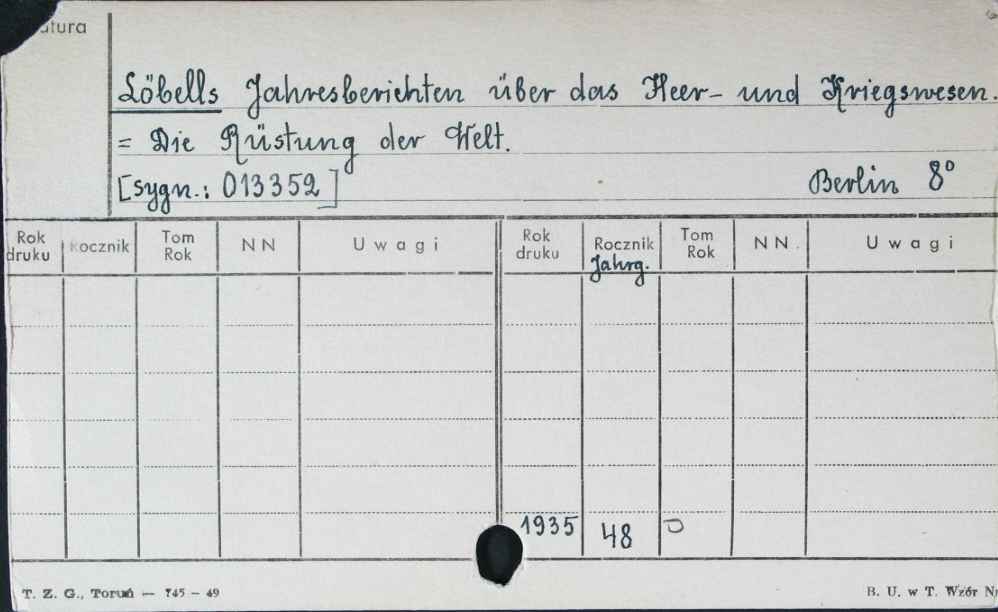 Löbells Jahresberichten über das Heer- und Kriegswesen.
= Die Rüstung der Welt.
[sygn.: 013352]
Berlin 8°
Rok druku Rocznik Tom Rok NN Uwagi Rok druku Rocznik Tom Rok NN. Uwagi
Jahrg.
1935 48
T. Z. G., Toruń — 745 — 49
B. U. w T. Wzór